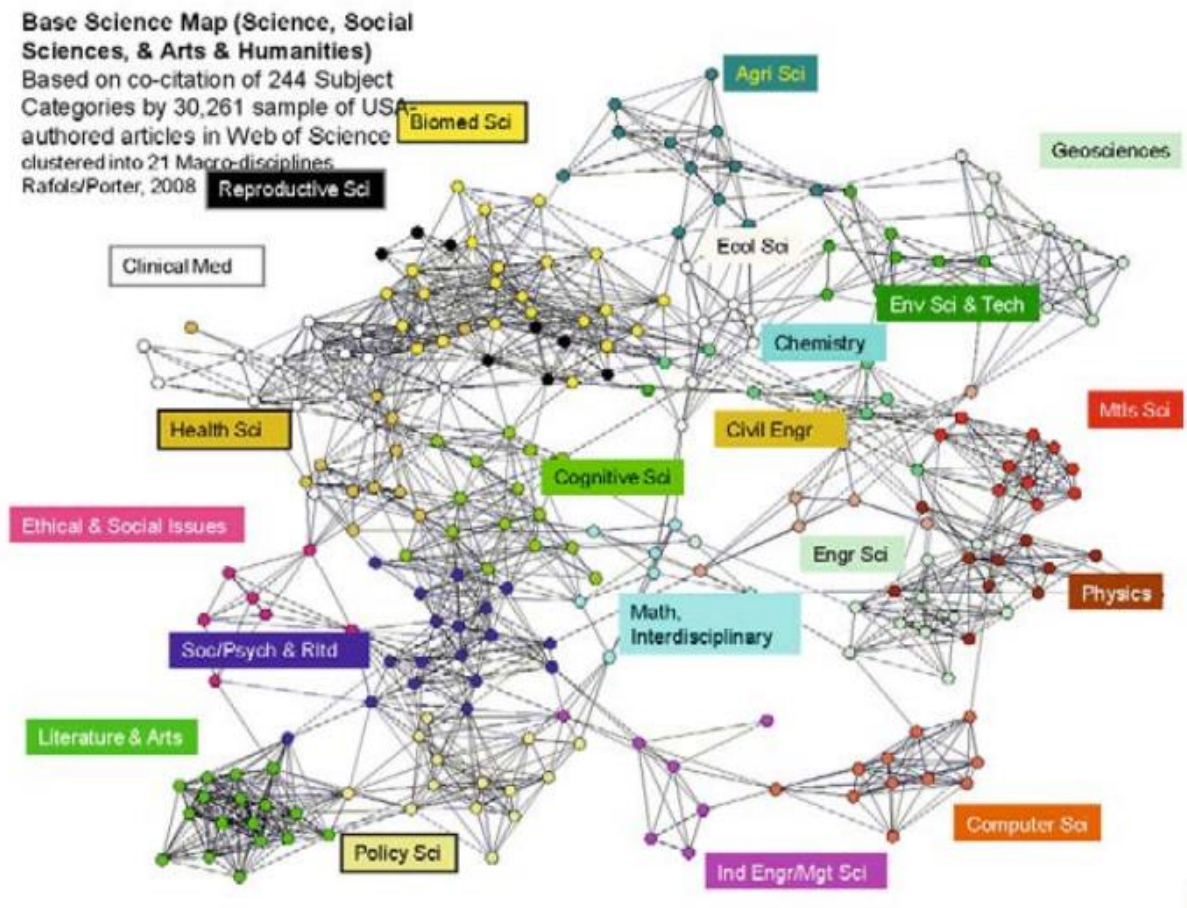 Base Science Map (Science, Social
Sciences, & Arts & Humanities)
Based on co-citation of 244 Subject
Categories by 30,261 sample of USA-
authored articles in Web of Science
clustered into 21 Macro-disciplines
Rafols/Porter, 2008
Agri Sci
Biomed Sci
Geosciences
Reproductive Sci
Ecol Sci
Clinical Med
Env Sci & Tech
Chemistry
Mtls Sci
Health Sci
Civil Engr
Cognitive Sci
Ethical & Social Issues
Engr Sci
Physics
Math,
Interdisciplinary
Soc/Psych & Rltd
Literature & Arts
Computer Sci
Policy Sci
Ind Engr/Mgt Sci